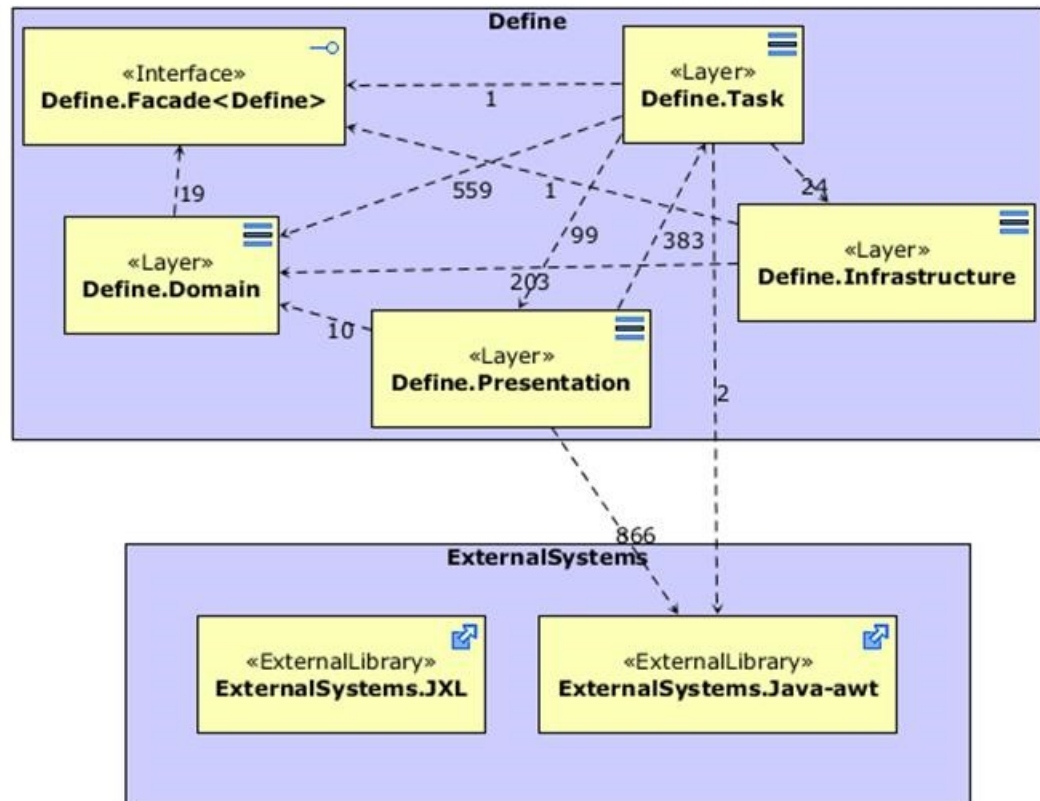 Define
«Interface»
Define.Facade<Define>
«Layer»
Define.Task
1
19
559
1
24
99
383
«Layer»
Define.Domain
«Layer»
Define.Infrastructure
203
10
«Layer»
Define.Presentation
2
866
ExternalSystems
«ExternalLibrary»
ExternalSystems.JXL
«ExternalLibrary»
ExternalSystems.Java-awt